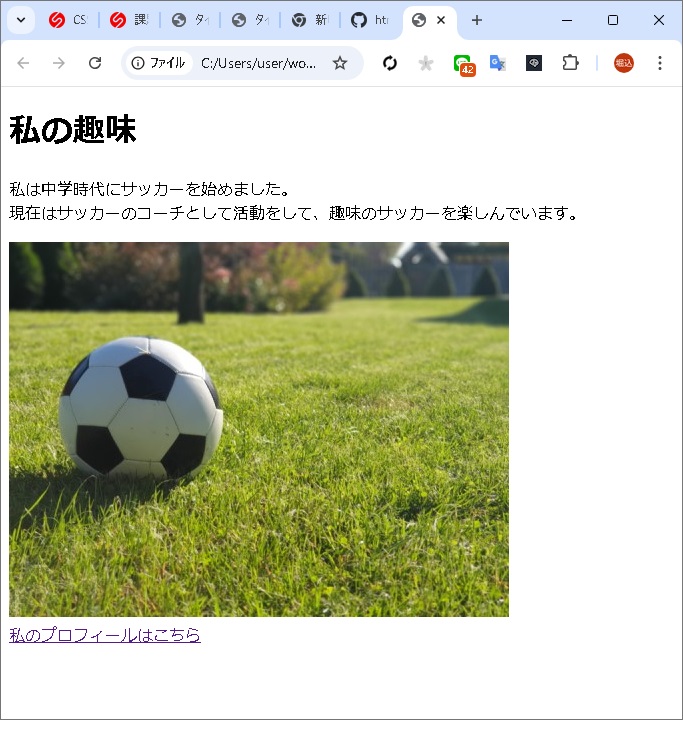 CS
課
タイ
タイ
新
htt
ファイル
C:/Users/user/wo...
42
堀込
私の趣味
私は中学時代にサッカーを始めました。
現在はサッカーのコーチとして活動をして、趣味のサッカーを楽しんでいます。
私のプロフィールはこちら